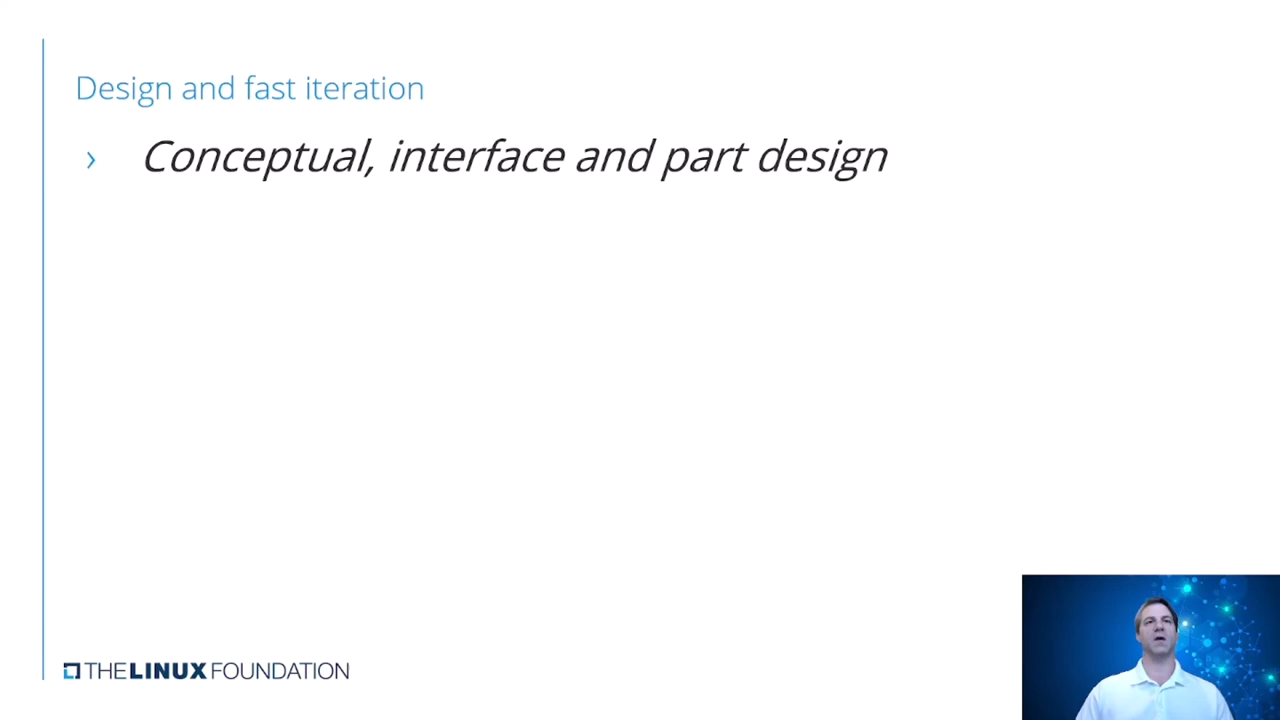 Design and fast iteration
› Conceptual, interface and part design
THE LINUX FOUNDATION